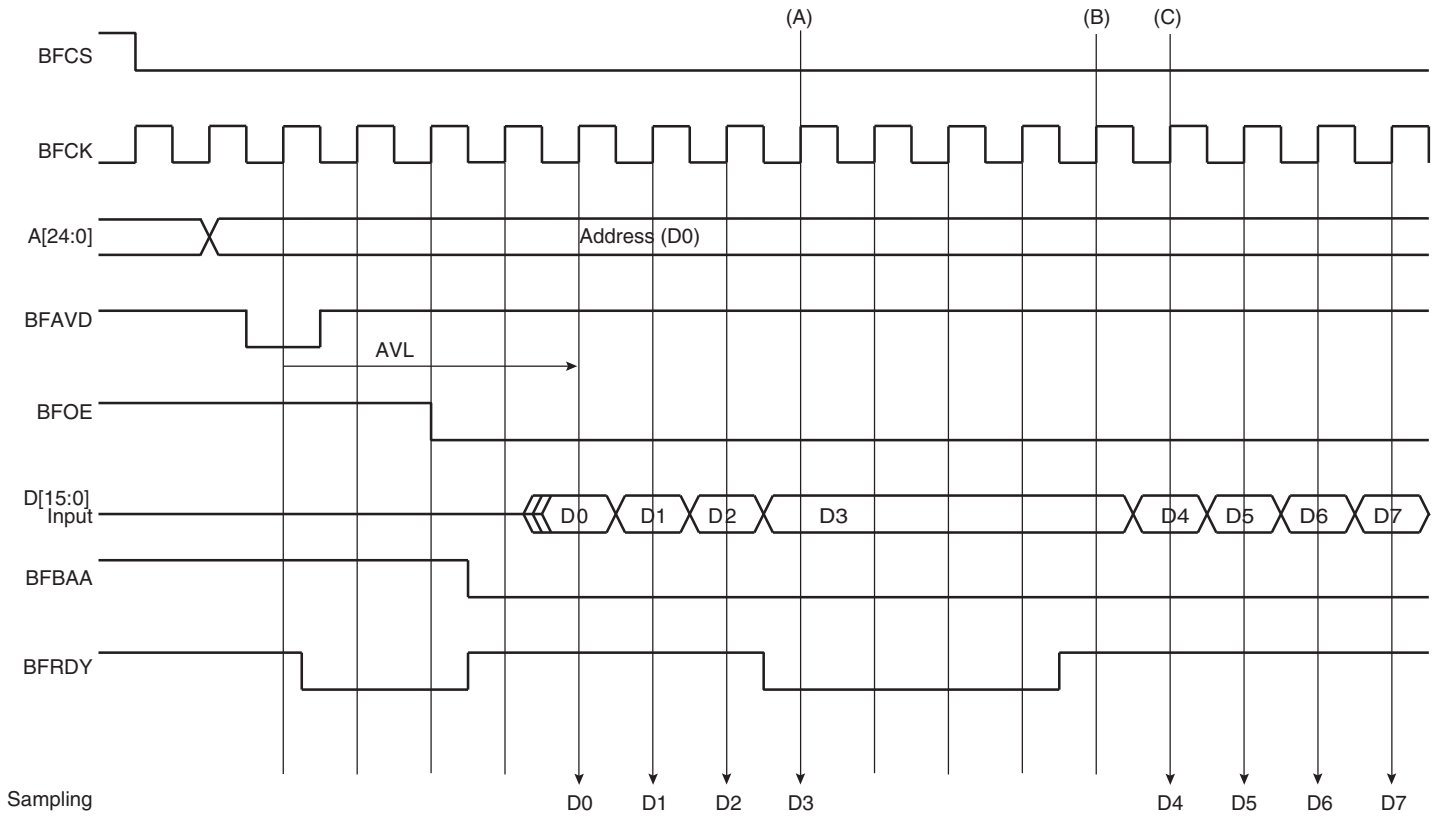 (A) (B) (C)
BFCS
BFCK
A[24:0] Address (D0)
BFAVD
AVL
BFOE
D[15:0]
Input D0 D1 D2 D3 D4 D5 D6 D7
BFBAA
BFRDY
Sampling D0 D1 D2 D3 D4 D5 D6 D7